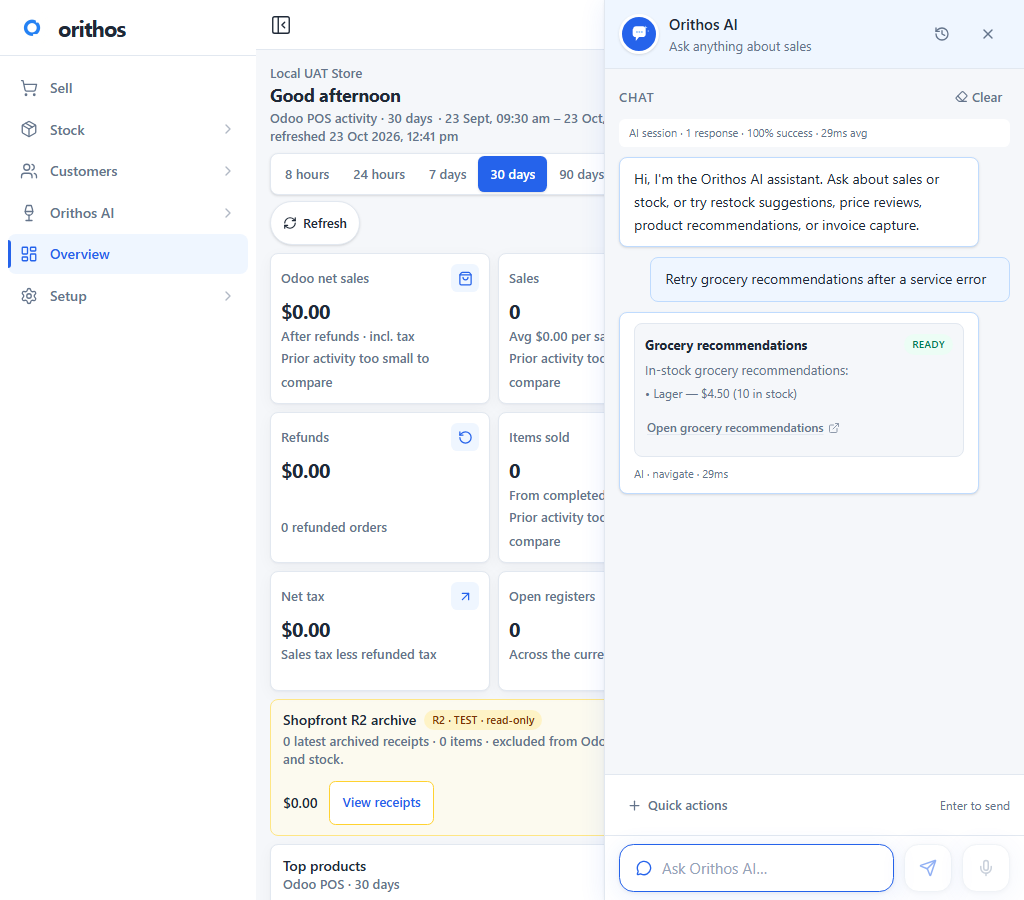 orithos
Sell
Stock
Customers
Orithos AI
Overview
Setup
Local UAT Store
Good afternoon
Odoo POS activity · 30 days · 23 Sept, 09:30 am – 23 Oct,
refreshed 23 Oct 2026, 12:41 pm
8 hours
24 hours
7 days
30 days
90 days
Refresh
Odoo net sales
$0.00
After refunds · incl. tax
Prior activity too small to
compare
Sales
0
Avg $0.00 per sa
Prior activity too
compare
Refunds
$0.00
0 refunded orders
Items sold
0
From completed
Prior activity too
compare
Net tax
$0.00
Sales tax less refunded tax
Open registers
0
Across the curre
Shopfront R2 archive
R2 · TEST · read-only
0 latest archived receipts · 0 items · excluded from Odo
and stock.
$0.00
View receipts
Top products
Odoo POS · 30 days
Orithos AI
Ask anything about sales
CHAT
Clear
AI session · 1 response · 100% success · 29ms avg
Hi, I'm the Orithos AI assistant. Ask about sales or
stock, or try restock suggestions, price reviews,
product recommendations, or invoice capture.
Retry grocery recommendations after a service error
Grocery recommendations
READY
In-stock grocery recommendations:
• Lager — $4.50 (10 in stock)
Open grocery recommendations
AI · navigate · 29ms
Quick actions
Enter to send
Ask Orithos AI...